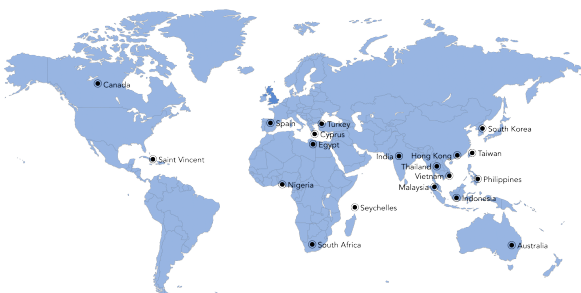 Canada
Spain
Turkey
Cyprus
Egypt
South Korea
Saint Vincent
India
Hong Kong
Taiwan
Thailand
Vietnam
Philippines
Malaysia
Nigeria
Indonesia
Seychelles
South Africa
Australia